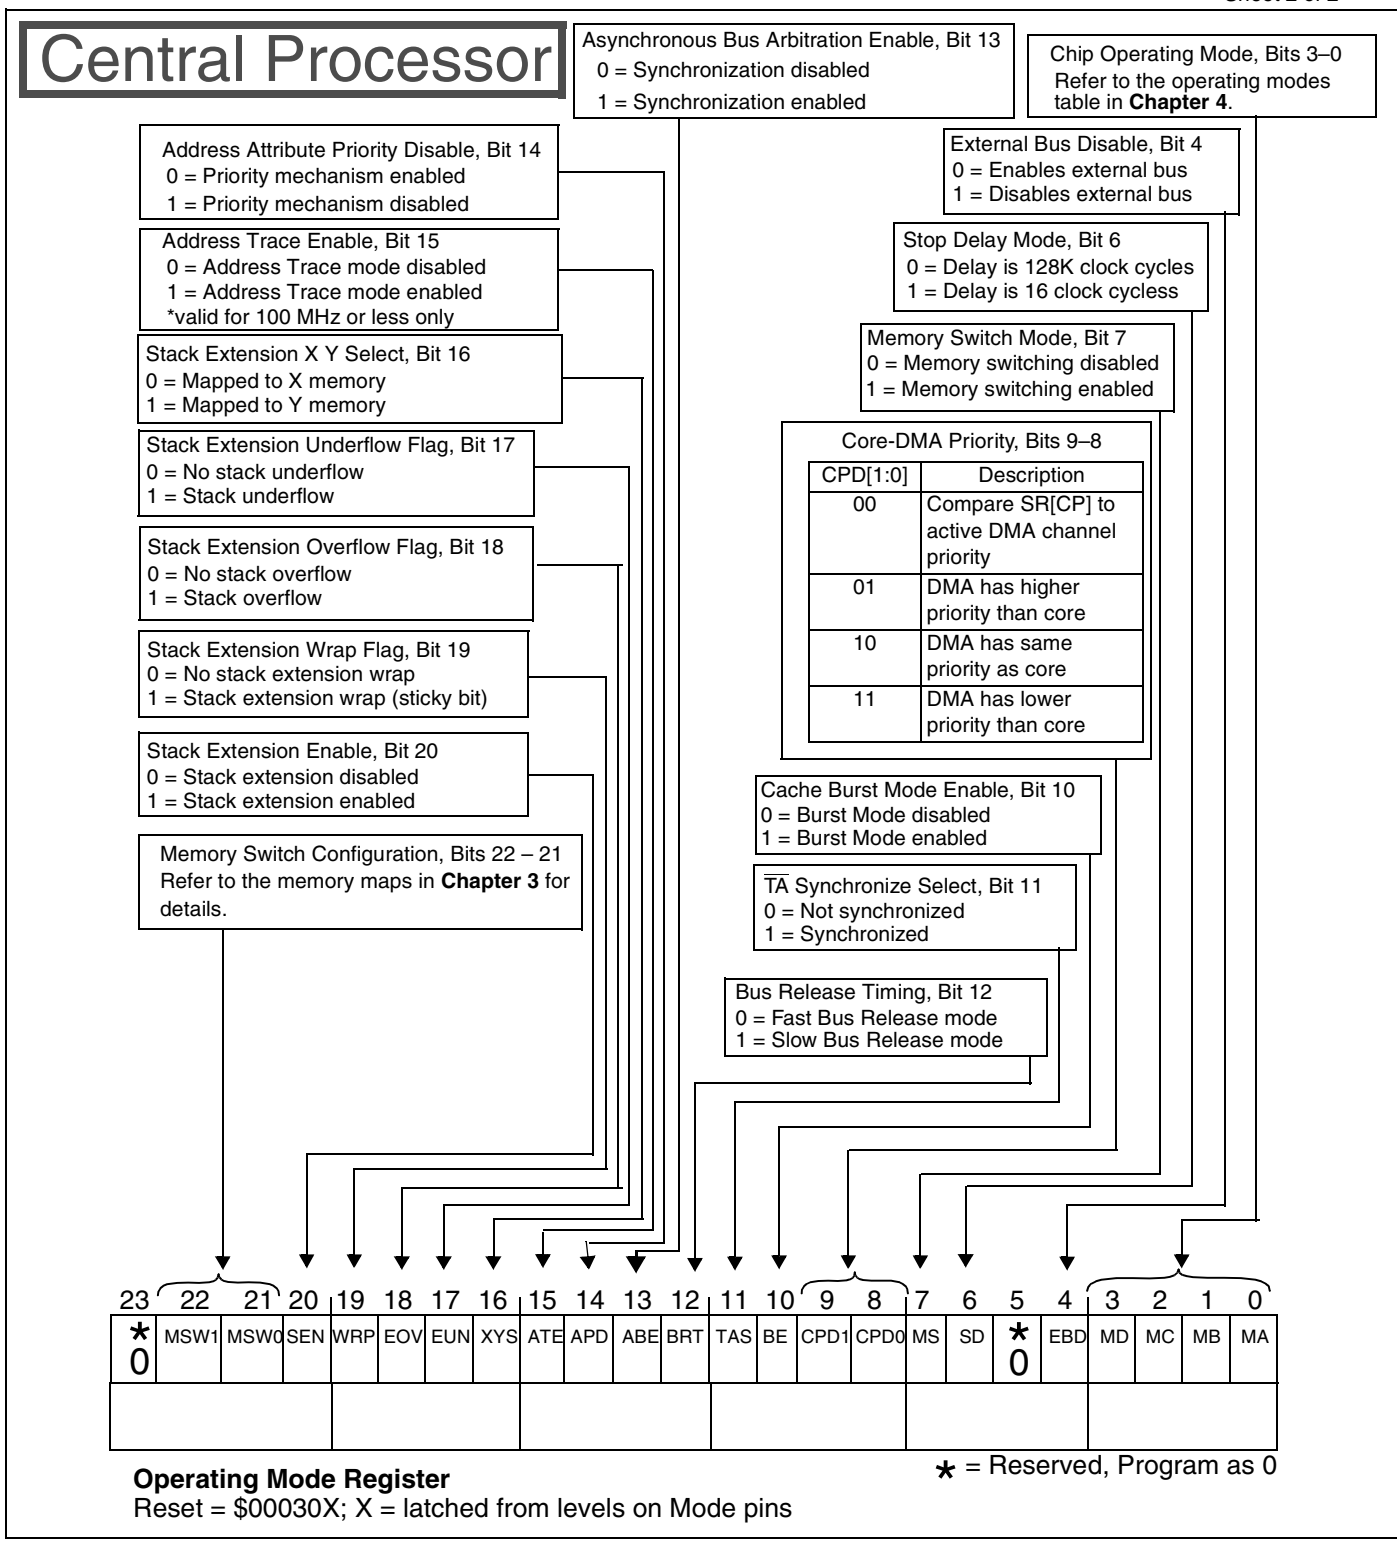 Central Processor
Asynchronous Bus Arbitration Enable, Bit 13
0 = Synchronization disabled
1 = Synchronization enabled
Chip Operating Mode, Bits 3–0
Refer to the operating modes
table in Chapter 4.
Address Attribute Priority Disable, Bit 14
0 = Priority mechanism enabled
1 = Priority mechanism disabled
External Bus Disable, Bit 4
0 = Enables external bus
1 = Disables external bus
Address Trace Enable, Bit 15
0 = Address Trace mode disabled
1 = Address Trace mode enabled
*valid for 100 MHz or less only
Stop Delay Mode, Bit 6
0 = Delay is 128K clock cycles
1 = Delay is 16 clock cycless
Stack Extension X Y Select, Bit 16
0 = Mapped to X memory
1 = Mapped to Y memory
Memory Switch Mode, Bit 7
0 = Memory switching disabled
1 = Memory switching enabled
Stack Extension Underflow Flag, Bit 17
0 = No stack underflow
1 = Stack underflow
Core-DMA Priority, Bits 9–8
CPD[1:0] Description
00 Compare SR[CP] to
active DMA channel
priority
01 DMA has higher
priority than core
10 DMA has same
priority as core
11 DMA has lower
priority than core
Stack Extension Overflow Flag, Bit 18
0 = No stack overflow
1 = Stack overflow
Stack Extension Wrap Flag, Bit 19
0 = No stack extension wrap
1 = Stack extension wrap (sticky bit)
Stack Extension Enable, Bit 20
0 = Stack extension disabled
1 = Stack extension enabled
Cache Burst Mode Enable, Bit 10
0 = Burst Mode disabled
1 = Burst Mode enabled
Memory Switch Configuration, Bits 22 – 21
Refer to the memory maps in Chapter 3 for
details.
TA Synchronize Select, Bit 11
0 = Not synchronized
1 = Synchronized
Bus Release Timing, Bit 12
0 = Fast Bus Release mode
1 = Slow Bus Release mode
23 22 21 20 19 18 17 16 15 14 13 12 11 10 9 8 7 6 5 4 3 2 1 0
* MSW1 MSW0 SEN WRP EOV EUN XYS ATE APD ABE BRT TAS BE CPD1 CPD0 MS SD * EBD MD MC MB MA
0 0
* = Reserved, Program as 0
Operating Mode Register
Reset = $00030X; X = latched from levels on Mode pins